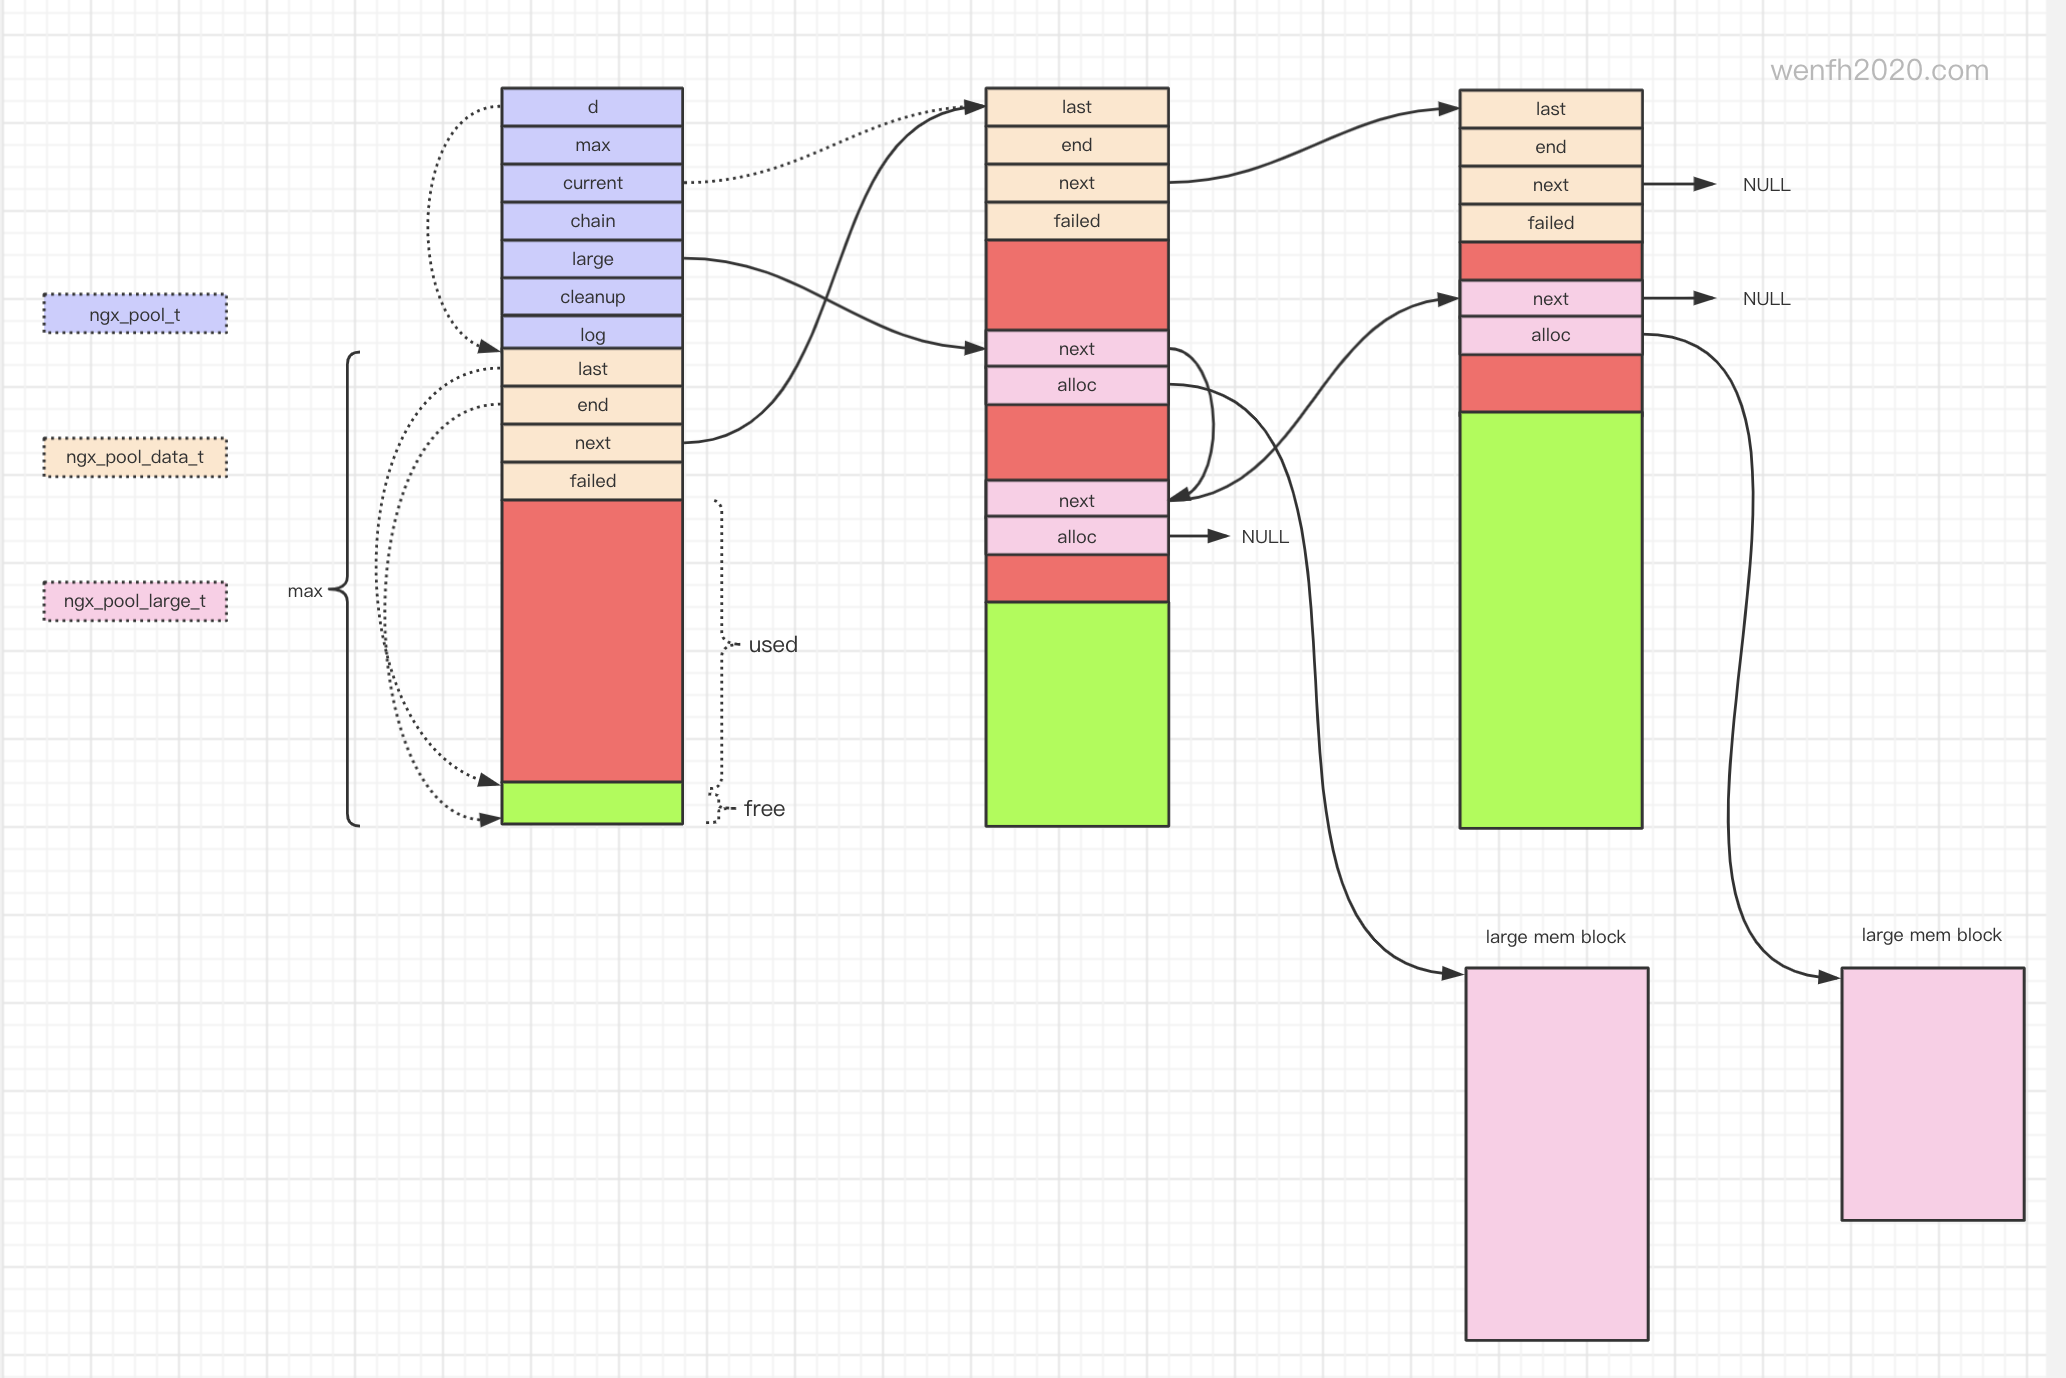 wenfh2020.com
ngx_pool_t
ngx_pool_data_t
ngx_pool_large_t
max
d
max
current
chain
large
cleanup
log
last
end
next
failed
used
free
last
end
next
failed
next
alloc
next
alloc
NULL
last
end
next
NULL
failed
next
NULL
alloc
large mem block
large mem block